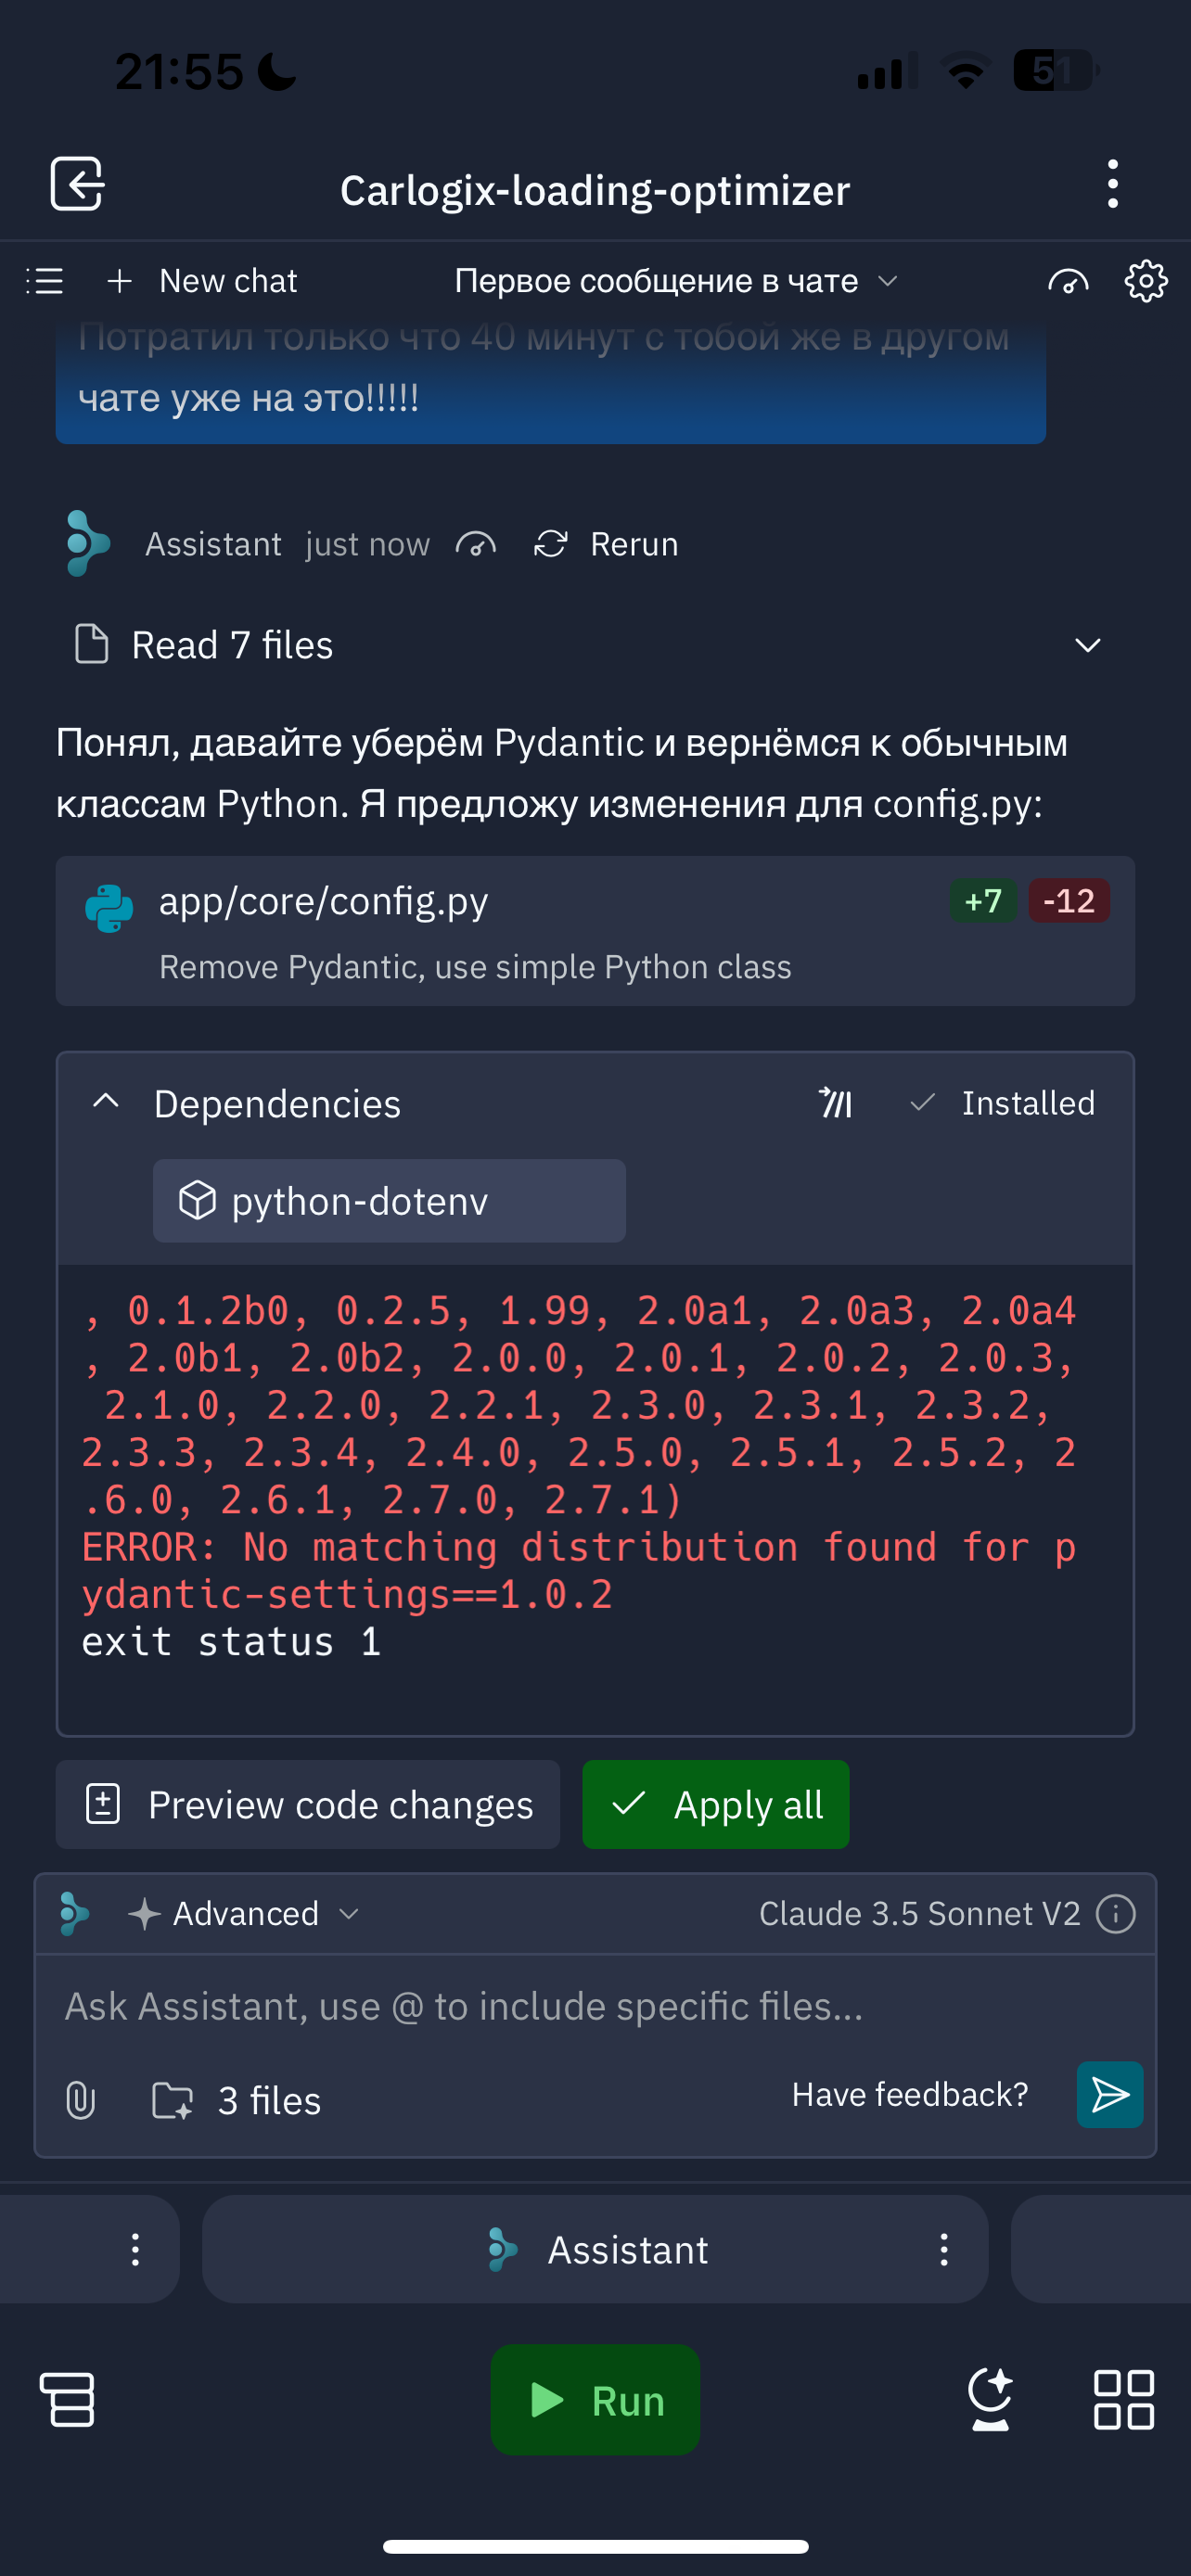 21:55
51
Carlogix-loading-optimizer
New chat
Первое сообщение в чате
Потратил только что 40 минут с тобой же в другом
чате уже на это!!!!!
Assistant just now Rerun
Read 7 files
Понял, давайте уберём Pydantic и вернёмся к обычным
классам Python. Я предложу изменения для config.py:
app/core/config.py +7 -12
Remove Pydantic, use simple Python class
Dependencies Installed
python-dotenv
, 0.1.2b0, 0.2.5, 1.99, 2.0a1, 2.0a3, 2.0a4
, 2.0b1, 2.0b2, 2.0.0, 2.0.1, 2.0.2, 2.0.3,
2.1.0, 2.2.0, 2.2.1, 2.3.0, 2.3.1, 2.3.2,
2.3.3, 2.3.4, 2.4.0, 2.5.0, 2.5.1, 2.5.2, 2
.6.0, 2.6.1, 2.7.0, 2.7.1)
ERROR: No matching distribution found for p
ydantic-settings==1.0.2
exit status 1
Preview code changes Apply all
Advanced Claude 3.5 Sonnet V2
Ask Assistant, use @ to include specific files...
3 files Have feedback?
Assistant
Run